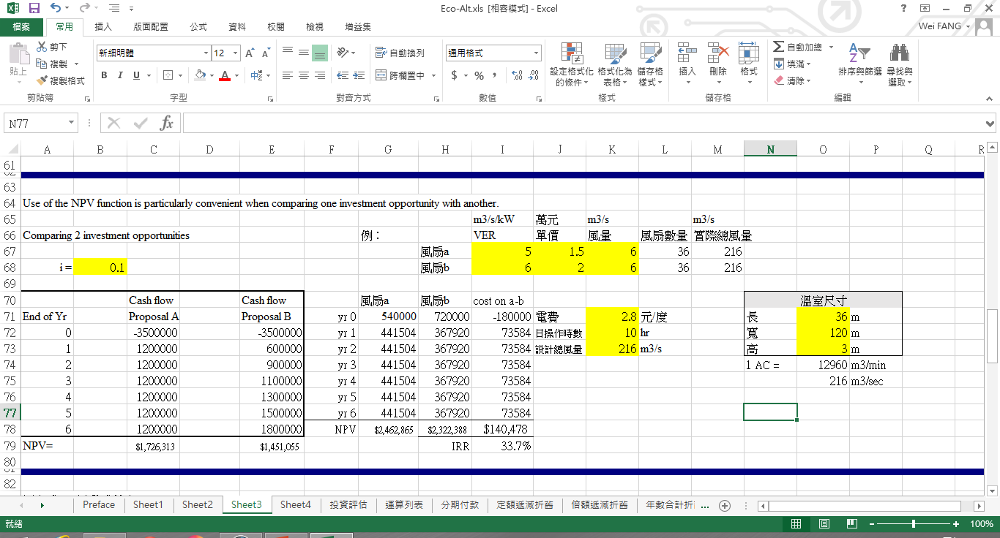 Eco-Alt.xls [相容模式] - Excel
檔案 常用 插入 版面配置 公式 資料 校閱 檢視 增益集 Wei FANG
貼上 剪下 複製 複製格式 剪貼簿
新細明體 12 B I U 字型
自動換列 跨欄置中 對齊方式
通用格式 $ % 數值
設定格式化的條件 格式化為表格 儲存格樣式 樣式
插入 刪除 格式 儲存格
自動加總 填滿 清除 排序與篩選 尋找與選取 編輯
N77 fx
A B C D E F G H I J K L M N O P Q R
61
62
63
64 Use of the NPV function is particularly convenient when comparing one investment opportunity with another.
65 m3/s/kW 萬元 m3/s m3/s
66 Comparing 2 investment opportunities 例： VER 單價 風量 風扇數量 實際總風量
67 風扇a 5 1.5 6 36 216
68 i = 0.1 風扇b 6 2 6 36 216
69
70 Cash flow Cash flow 風扇a 風扇b cost on a-b 溫室尺寸
71 End of Yr Proposal A Proposal B yr 0 540000 720000 -180000 電費 2.8 元/度 長 36 m
72 0 -3500000 -3500000 yr 1 441504 367920 73584 日操作時數 10 hr 寬 120 m
73 1 1200000 600000 yr 2 441504 367920 73584 設計總風量 216 m3/s 高 3 m
74 2 1200000 900000 yr 3 441504 367920 73584 1 AC = 12960 m3/min
75 3 1200000 1100000 yr 4 441504 367920 73584 216 m3/sec
76 4 1200000 1300000 yr 5 441504 367920 73584
77 5 1200000 1500000 yr 6 441504 367920 73584
78 6 1200000 1800000 NPV $2,462,865 $2,322,388 $140,478
79 NPV= $1,726,313 $1,451,055 IRR 33.7%
80
81
82
Preface Sheet1 Sheet2 Sheet3 Sheet4 投資評估 運算列表 分期付款 定額遞減折舊 倍額遞減折舊 年數合計折 ...
就緒 100%